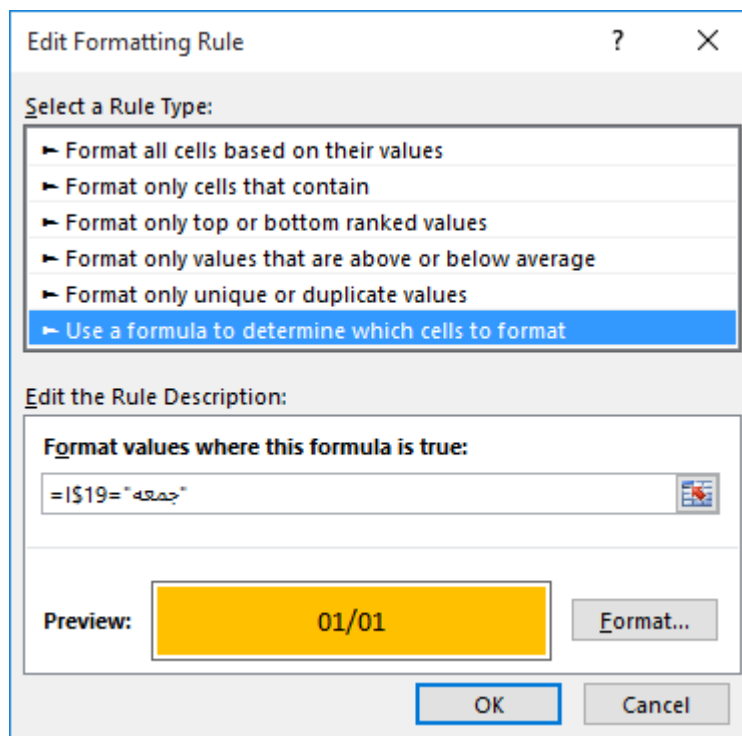 Edit Formatting Rule
Select a Rule Type:
► Format all cells based on their values
► Format only cells that contain
► Format only top or bottom ranked values
► Format only values that are above or below average
► Format only unique or duplicate values
► Use a formula to determine which cells to format
Edit the Rule Description:
Format values where this formula is true:
=I$19="جمعه"
Preview:
01/01
Format...
OK
Cancel